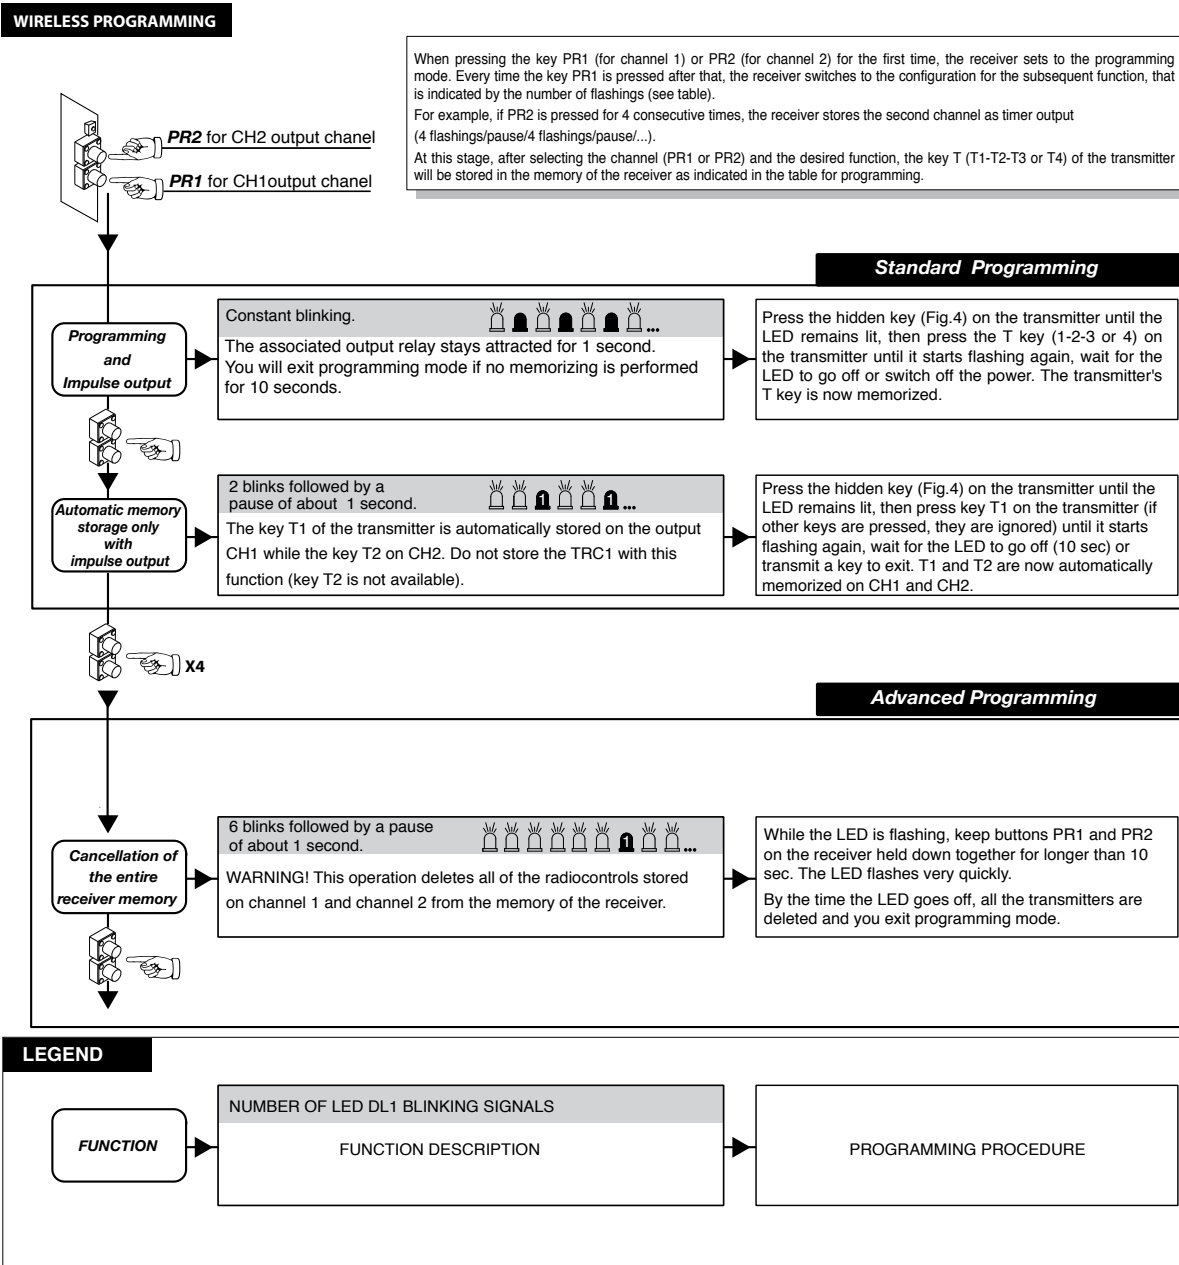 WIRELESS PROGRAMMING
When pressing the key PR1 (for channel 1) or PR2 (for channel 2) for the first time, the receiver sets to the programming
mode. Every time the key PR1 is pressed after that, the receiver switches to the configuration for the subsequent function, that
is indicated by the number of flashings (see table).
For example, if PR2 is pressed for 4 consecutive times, the receiver stores the second channel as timer output
(4 flashings/pause/4 flashings/pause/...).
At this stage, after selecting the channel (PR1 or PR2) and the desired function, the key T (T1-T2-T3 or T4) of the transmitter
will be stored in the memory of the receiver as indicated in the table for programming.
PR2 for CH2 output chanel
PR1 for CH1output chanel
Standard Programming
Programming
and
Impulse output
Constant blinking.
...
The associated output relay stays attracted for 1 second.
You will exit programming mode if no memorizing is performed
for 10 seconds.
Press the hidden key (Fig.4) on the transmitter until the
LED remains lit, then press the T key (1-2-3 or 4) on
the transmitter until it starts flashing again, wait for the
LED to go off or switch off the power. The transmitter's
T key is now memorized.
Automatic memory
storage only
with
impulse output
2 blinks followed by a
pause of about 1 second.
1 1 ...
The key T1 of the transmitter is automatically stored on the output
CH1 while the key T2 on CH2. Do not store the TRC1 with this
function (key T2 is not available).
Press the hidden key (Fig.4) on the transmitter until the
LED remains lit, then press key T1 on the transmitter (if
other keys are pressed, they are ignored) until it starts
flashing again, wait for the LED to go off (10 sec) or
transmit a key to exit. T1 and T2 are now automatically
memorized on CH1 and CH2.
X4
Advanced Programming
Cancellation of
the entire
receiver memory
6 blinks followed by a pause
of about 1 second.
1 ...
WARNING! This operation deletes all of the radiocontrols stored
on channel 1 and channel 2 from the memory of the receiver.
While the LED is flashing, keep buttons PR1 and PR2
on the receiver held down together for longer than 10
sec. The LED flashes very quickly.
By the time the LED goes off, all the transmitters are
deleted and you exit programming mode.
LEGEND
FUNCTION
NUMBER OF LED DL1 BLINKING SIGNALS
FUNCTION DESCRIPTION
PROGRAMMING PROCEDURE